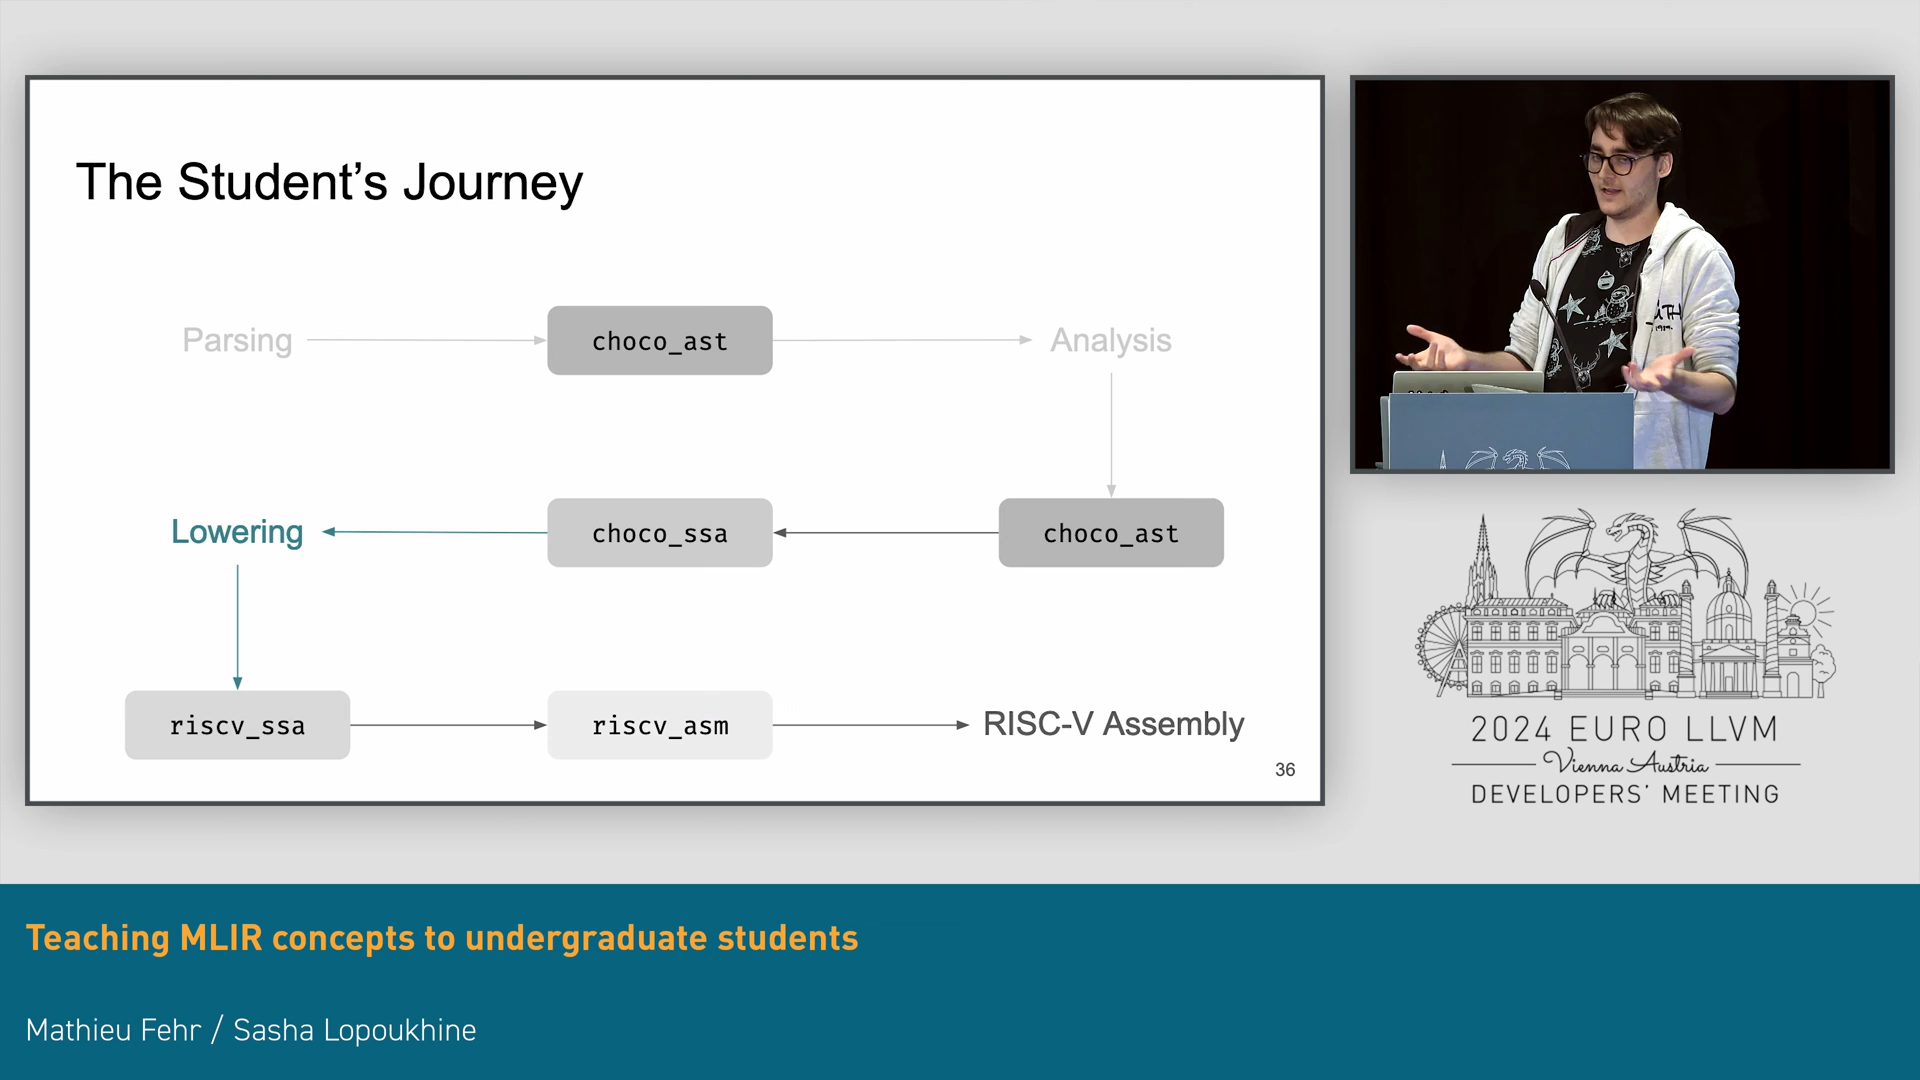 The Student’s Journey
Parsing
choco_ast
Analysis
Lowering
choco_ssa
choco_ast
riscv_ssa
riscv_asm
RISC-V Assembly
36
2024 EURO LLVM
Vienna Austria
DEVELOPERS’ MEETING
Teaching MLIR concepts to undergraduate students
Mathieu Fehr / Sasha Lopoukhine